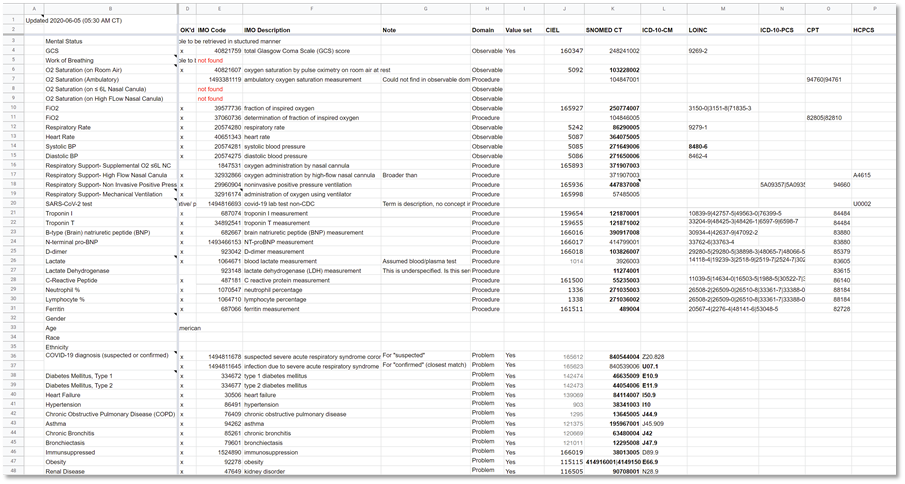 A B D E F G H I J K L N O P
1 Updated 2020-06-05 (05:30 AM CT)
2 OK'd IMO Code IMO Description Note Domain Value set CIEL SNOMED CT ICD-10-CM LOINC ICD-10-PCS CPT HCPCS
3 Mental Status ble to be retrieved in stuctured manner
4 GCS x 40821759 total Glasgow Coma Scale (GCS) score Observable Yes 160347 248241002 9269-2
5 Work of Breathing ble to t not found
6 O2 Saturation (on Room Air) x 40821607 oxygen saturation by pulse oximetry on room air at rest Observable 5092 103228002
7 O2 Saturation (Ambulatory) 1493381119 ambulatory oxygen saturation measurement Could not find in observable dom Procedure 104847001 94760|94761
8 O2 Saturation (on ≤ 6L Nasal Canula) not found Observable
9 O2 Saturation (on High FLow Nasal Canula) not found Observable
10 FiO2 x 39577736 fraction of inspired oxygen Observable 165927 250774007 3150-0|3151-8|71835-3
11 FiO2 x 37060736 determination of fraction of inspired oxygen Procedure 104846005 82805|82810
12 Respiratory Rate x 20574280 respiratory rate Observable 5242 86290005 9279-1
13 Heart Rate x 40651343 heart rate Observable 5087 364075005
14 Systolic BP x 20574281 systolic blood pressure Observable 5085 271649006 8480-6
15 Diastolic BP x 20574275 diastolic blood pressure Observable 5086 271650006 8462-4
16 Respiratory Support- Supplemental O2 ≤6L NC 1847531 oxygen administration by nasal cannula Procedure 165893 371907003
17 Respiratory Support- High Flow Nasal Canula x 32932866 oxygen administration by high-flow nasal cannula Broader than Procedure 371907003 A4615
18 Respiratory Support- Non Invasive Positive Press x 29960904 noninvasive positive pressure ventilation Procedure 165936 447837008 5A09357|5A0935 94660
19 Respiratory Support- Mechanical Ventilation x 32916174 administration of oxygen using ventilator Procedure 165998 57485005
20 SARS-CoV-2 test 1494816693 covid-19 lab test non-CDC Term is description, no concept i Procedure U0002
21 Troponin I x 687074 troponin I measurement Procedure 159654 121870001 10839-9|42757-5|49563-0|76399-5 84484
22 Troponin T x 34892541 troponin T measurement Procedure 159655 121871002 33204-9|48425-3|48426-1|6597-9|6598-7 84484
23 B-type (Brain) natriuretic peptide (BNP) x 682667 brain natriuretic peptide (BNP) measurement Procedure 166016 390917008 30934-4|42637-9|47092-2 83880
24 N-terminal pro-BNP x 1493466153 NT-proBNP measurement Procedure 166017 414799001 33762-6|33763-4 83880
25 D-dimer x 923042 D-dimer measurement Procedure 166018 103826007 29280-5|29280-5|38898-3|48065-7|48066-5 85379
26 Lactate x 1064671 blood lactate measurement Assumed blood/plasma test Procedure 1014 3926003 14118-4|19239-3|2518-9|2519-7|2524-7|302 83605
27 Lactate Dehydrogenase 923148 lactate dehydrogenase (LDH) measurement This is underspecified. Is this ser Procedure 11274001 83615
28 C-Reactive Peptide x 487181 C reactive protein measurement Procedure 161500 55235003 11039-5|14634-0|16503-5|1988-5|30522-7|3 86140
29 Neutrophil % x 1070547 neutrophil percentage Procedure 1336 271035003 26508-2|26509-0|26510-8|33361-7|33388-0 88184
30 Lymphocyte % x 1064710 lymphocyte percentage Procedure 1338 271036002 26508-2|26509-0|26510-8|33361-7|33388-0 88184
31 Ferritin x 687066 ferritin measurement Procedure 161511 489004 20567-4|2276-4|48141-6|53048-5 82728
32 Gender
33 Age american
34 Race
35 Ethnicity
36 COVID-19 diagnosis (suspected or confirmed) x 1494811678 suspected severe acute respiratory syndrome coror For "suspected" Problem Yes 165612 840544004 Z20.828
37 x 1494811645 infection due to severe acute respiratory syndrome For "confirmed" (closest match) Problem Yes 165823 840539006 U07.1
38 Diabetes Mellitus, Type 1 x 334672 type 1 diabetes mellitus Problem Yes 142474 46635009 E10.9
39 Diabetes Mellitus, Type 2 x 334677 type 2 diabetes mellitus Problem Yes 142473 44054006 E11.9
40 Heart Failure x 30506 heart failure Problem Yes 139069 84114007 I50.9
41 Hypertension x 86491 hypertension Problem Yes 903 38341003 I10
42 Chronic Obstructive Pulmonary Disease (COPD) x 76409 chronic obstructive pulmonary disease Problem Yes 1295 13645005 J44.9
43 Asthma x 94262 asthma Problem Yes 121375 195967001 J45.909
44 Chronic Bronchitis x 85261 chronic bronchitis Problem Yes 120669 63480004 J42
45 Bronchiectasis x 79601 bronchiectasis Problem Yes 121011 12295008 J47.9
46 Immunosuppressed x 1524890 immunosuppression Problem Yes 166019 38013005 D89.9
47 Obesity x 92278 obesity Problem Yes 115115 414916001|4149150 E66.9
48 Renal Disease x 47649 kidney disorder Problem Yes 116505 90708001 N28.9